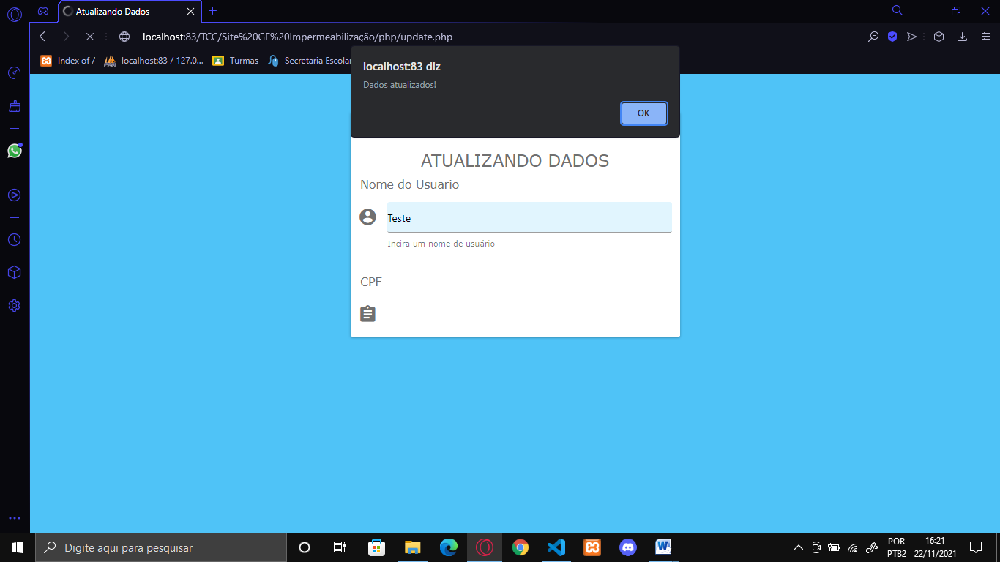 Atualizando Dados
localhost:83/TCC/Site%20GF%20Impermeabilização/php/update.php
Index of /
localhost:83 / 127.0...
Turmas
Secretaria Escolar
localhost:83 diz
Dados atualizados!
OK
ATUALIZANDO DADOS
Nome do Usuario
Teste
Incira um nome de usuário
CPF
Digite aqui para pesquisar
POR
PTB2
16:21
22/11/2021